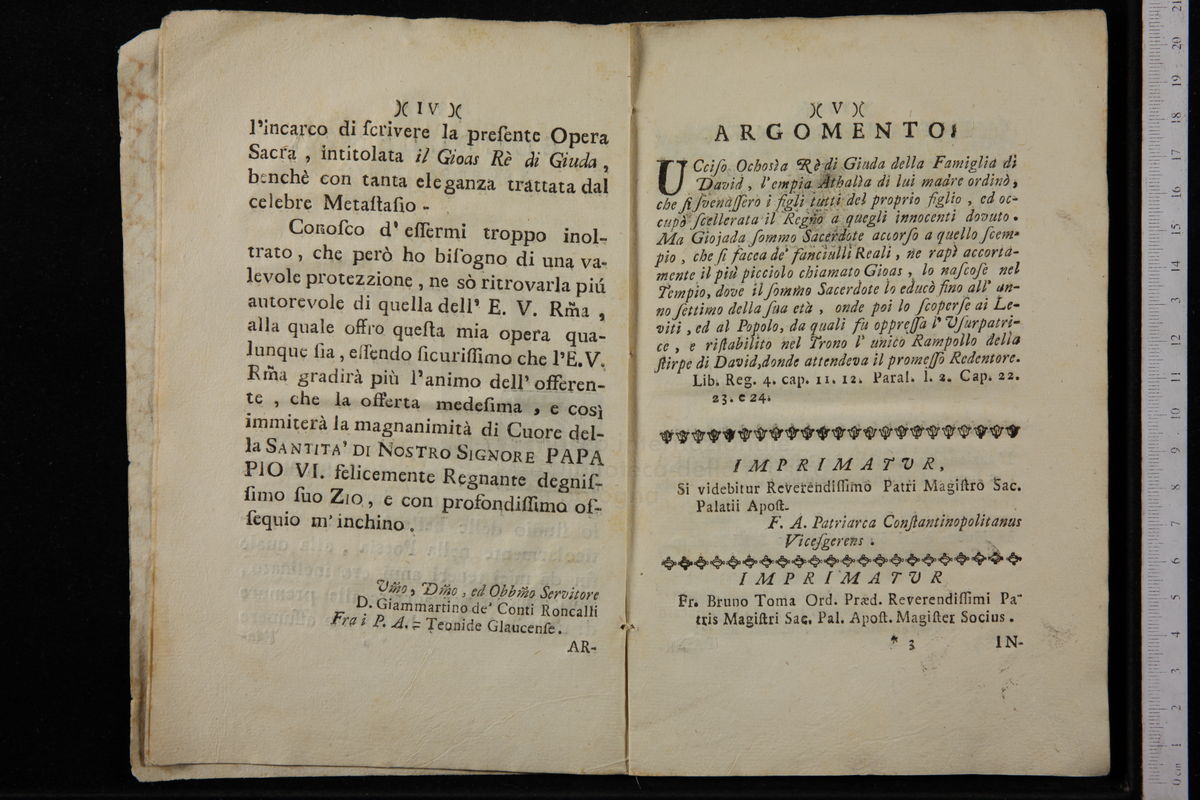 )( IV )(
l'incarco di ſcrivere la preſente Opera
Sacra , intitolata il Gioas Rè di Giuda ,
benchè con tanta eleganza trattata dal
celebre Metaſtaſio .
Conoſco d' eſſermi troppo inol-
trato , che però ho biſogno di una va-
levole protezzione , ne sò ritrovarla più
autorevole di quella dell' E. V. Rm̃a ,
alla quale offro queſta mia opera qua-
lunque ſia , eſſendo ſicuriſſimo che l'E.V.
Rm̃a gradirà più l'animo dell' offeren-
te , che la offerta medeſima , e così
immiterà la magnanimità di Cuore del-
la SANTITA' DI NOSTRO SIGNORE PAPA
PIO VI. felicemente Regnante degniſ-
ſimo ſuo ZIO , e con profondiſſimo oſ-
ſequio m' inchino .
Vm̃o , Dm̃o , ed Obbm̃o Servitore
D. Giammartino de' Conti Roncalli
Fra i P. A. = Teonide Glaucenſe .
AR-
)( V )(
ARGOMENTO.
UCciſo Ochosìa Rè di Giuda della Famiglia di
David , l' empia Athalìa di lui madre ordinò ,
che ſi ſvenaſſero i figli tutti del proprio figlio , ed oc-
cupò ſcellerata il Regno a quegli innocenti dovuto .
Ma Giojada ſommo Sacerdote accorſo a quello ſcem-
pio , che ſi facea de' fanciulli Reali , ne rapì accorta-
mente il più picciolo chiamato Gioas , lo naſcoſe nel
Tempio, dove il ſommo Sacerdote lo educò fino all' an-
no ſettimo della ſua età , onde poi lo ſcoperſe ai Le-
viti , ed al Popolo, da quali fu oppreſſa l' Uſurpatri-
ce , e riſtabilito nel Trono l' unico Rampollo della
ſtirpe di David, donde attendeva il promeſſo Redentore.
Lib. Reg. 4. cap. 11. 12. Paral. l. 2. Cap. 22.
23. e 24.
IMPRIMATVR,
Si videbitur Reverendiſſimo Patri Magiſtro Sac.
Palatii Apoſt.
F. A. Patriarca Conſtantinopolitanus
Viceſgerens .
IMPRIMATVR
Fr. Bruno Toma Ord. Præd. Reverendiſſimi Pa-
tris Magiſtri Sac. Pal. Apoſt. Magiſter Socius .
* 3 IN-